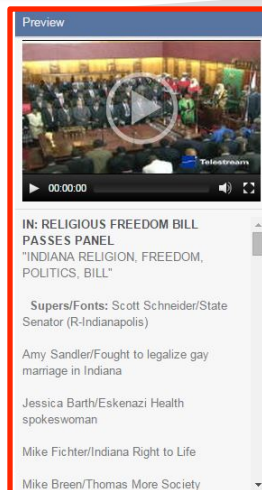 Preview
Telestream
00:00:00
IN: RELIGIOUS FREEDOM BILL
PASSES PANEL
"INDIANA RELIGION, FREEDOM,
POLITICS, BILL"
Supers/Fonts: Scott Schneider/State
Senator (R-Indianapolis)
Amy Sandler/Fought to legalize gay
marriage in Indiana
Jessica Barth/Eskenazi Health
spokeswoman
Mike Fichter/Indiana Right to Life
Mike Breen/Thomas More Society